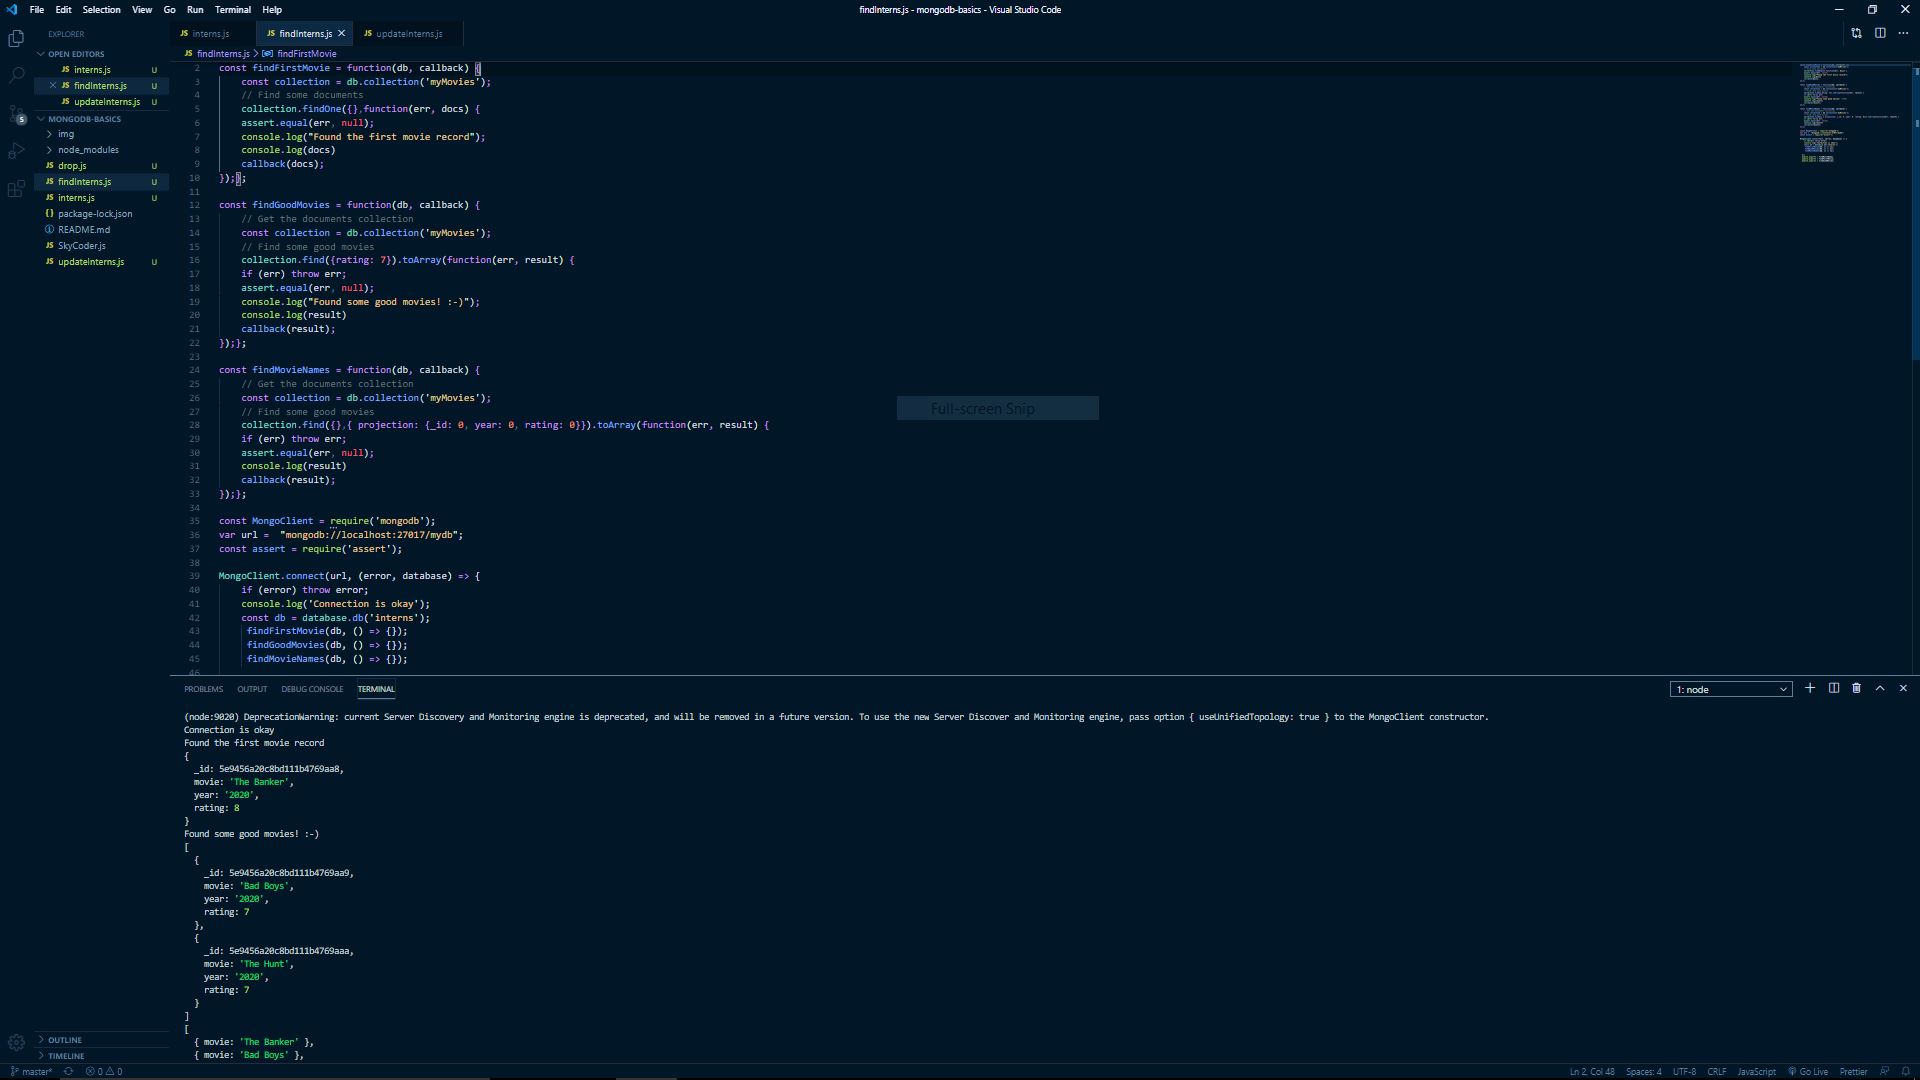 File Edit Selection View Go Run Terminal Help
findInterns.js - mongodb-basics - Visual Studio Code
EXPLORER
OPEN EDITORS
JS interns.js U
JS findInterns.js U
JS updateInterns.js U
MONGODB-BASICS
img
node_modules
JS drop.js U
JS findInterns.js U
JS interns.js U
{} package-lock.json
README.md
JS SkyCoder.js
JS updateInterns.js U
5
OUTLINE
TIMELINE
JS interns.js JS findInterns.js JS updateInterns.js
JS findInterns.js > findFirstMovie
2 const findFirstMovie = function(db, callback) {
3 const collection = db.collection('myMovies');
4 // Find some documents
5 collection.findOne({},function(err, docs) {
6 assert.equal(err, null);
7 console.log("Found the first movie record");
8 console.log(docs)
9 callback(docs);
10 });};
11
12 const findGoodMovies = function(db, callback) {
13 // Get the documents collection
14 const collection = db.collection('myMovies');
15 // Find some good movies
16 collection.find({rating: 7}).toArray(function(err, result) {
17 if (err) throw err;
18 assert.equal(err, null);
19 console.log("Found some good movies! :-)");
20 console.log(result)
21 callback(result);
22 });};
23
24 const findMovieNames = function(db, callback) {
25 // Get the documents collection
26 const collection = db.collection('myMovies');
27 // Find some good movies
28 collection.find({},{ projection: {_id: 0, year: 0, rating: 0}}).toArray(function(err, result) {
29 if (err) throw err;
30 assert.equal(err, null);
31 console.log(result)
32 callback(result);
33 });};
34
35 const MongoClient = require('mongodb');
36 var url =  "mongodb://localhost:27017/mydb";
37 const assert = require('assert');
38
39 MongoClient.connect(url, (error, database) => {
40 if (error) throw error;
41 console.log('Connection is okay');
42 const db = database.db('interns');
43 findFirstMovie(db, () => {});
44 findGoodMovies(db, () => {});
45 findMovieNames(db, () => {});
46
Full-screen Snip
PROBLEMS OUTPUT DEBUG CONSOLE TERMINAL
1: node
(node:9020) DeprecationWarning: current Server Discovery and Monitoring engine is deprecated, and will be removed in a future version. To use the new Server Discover and Monitoring engine, pass option { useUnifiedTopology: true } to the MongoClient constructor.
Connection is okay
Found the first movie record
{
_id: 5e9456a20c8bd111b4769aa8,
movie: 'The Banker',
year: '2020',
rating: 8
}
Found some good movies! :-)
[
{
_id: 5e9456a20c8bd111b4769aa9,
movie: 'Bad Boys',
year: '2020',
rating: 7
},
{
_id: 5e9456a20c8bd111b4769aaa,
movie: 'The Hunt',
year: '2020',
rating: 7
}
]
[
{ movie: 'The Banker' },
{ movie: 'Bad Boys' },
master* 0 0
Ln 2, Col 48 Spaces: 4 UTF-8 CRLF JavaScript Go Live Prettier